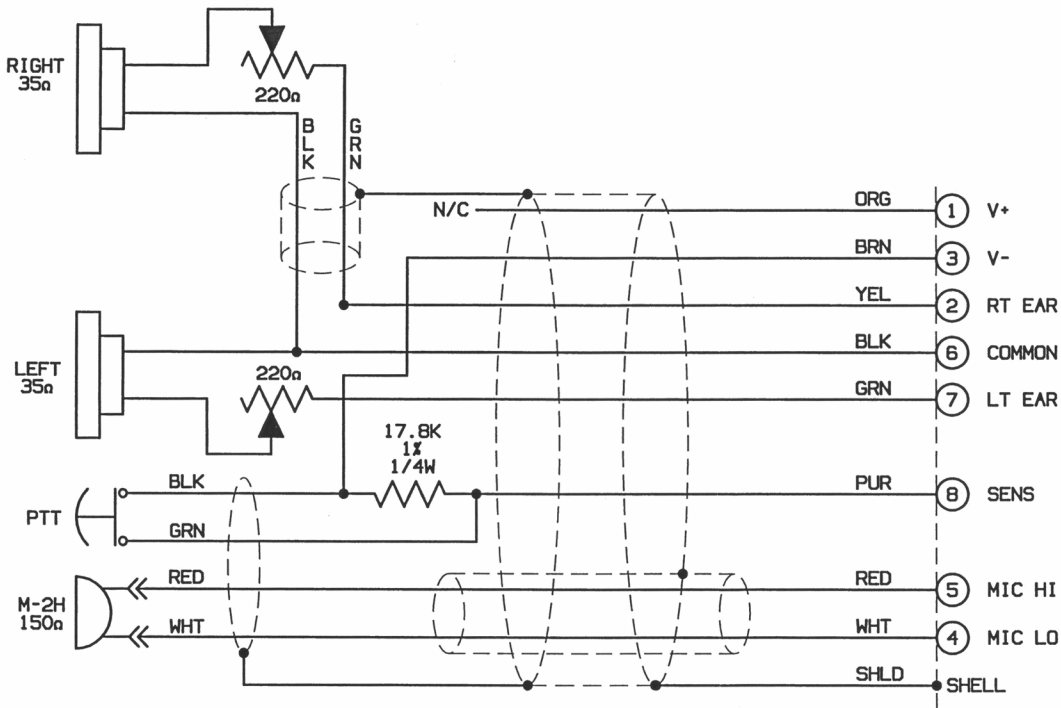 RIGHT
35Ω
220Ω
BLK
GRN
N/C
ORG
1
V+
BRN
3
V-
YEL
2
RT EAR
LEFT
35Ω
220Ω
BLK
6
COMMON
GRN
7
LT EAR
17.8K
1%
1/4W
PTT
BLK
GRN
PUR
8
SENS
M-2H
150Ω
RED
WHT
RED
5
MIC HI
WHT
4
MIC LO
SHLD
SHELL